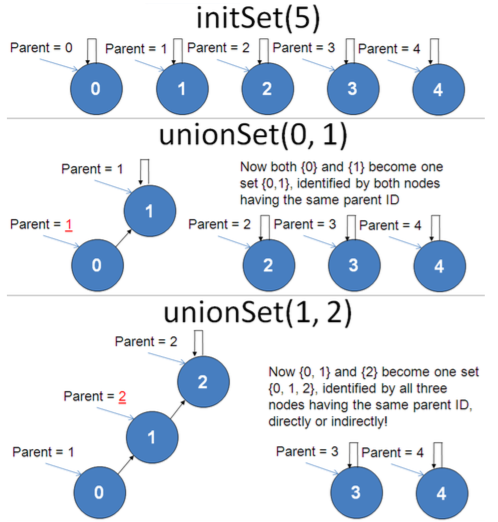 initSet(5)
Parent = 0
Parent = 1
Parent = 2
Parent = 3
Parent = 4
0
1
2
3
4
unionSet(0, 1)
Parent = 1
Now both {0} and {1} become one
set {0,1}, identified by both nodes
having the same parent ID
1
Parent = 1
Parent = 2
Parent = 3
Parent = 4
0
2
3
4
unionSet(1, 2)
Parent = 2
2
Now {0, 1} and {2} become one set
{0, 1, 2}, identified by all three
nodes having the same parent ID,
directly or indirectly!
Parent = 2
1
Parent = 1
Parent = 3
Parent = 4
0
3
4